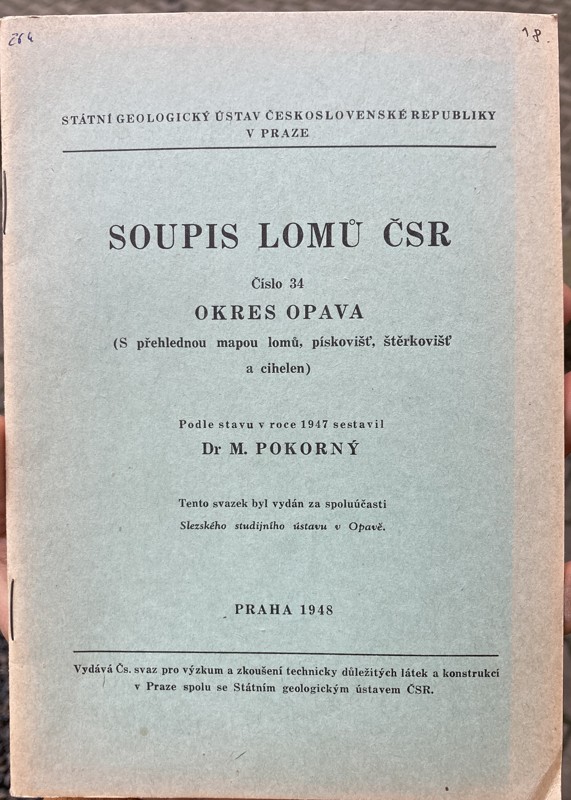 264
18.
STÁTNÍ GEOLOGICKÝ ÚSTAV ČESKOSLOVENSKÉ REPUBLIKY
V PRAZE
SOUPIS LOMŮ ČSR
Číslo 34
OKRES OPAVA
(S přehlednou mapou lomů, pískovišť, štěrkovišť
a cihelen)
Podle stavu v roce 1947 sestavil
Dr M. POKORNÝ
Tento svazek byl vydán za spoluúčasti
Slezského studijního ústavu v Opavě.
PRAHA 1948
Vydává Čs. svaz pro výzkum a zkoušení technicky důležitých látek a konstrukcí
v Praze spolu se Státním geologickým ústavem ČSR.